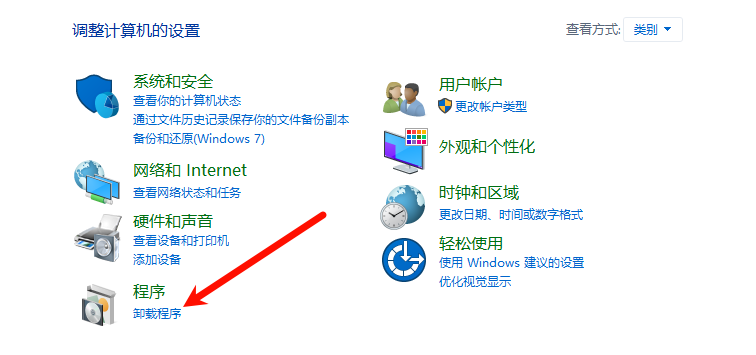 调整计算机的设置
查看方式: 类别
系统和安全
查看你的计算机状态
通过文件历史记录保存你的文件备份副本
备份和还原(Windows 7)
网络和 Internet
查看网络状态和任务
硬件和声音
查看设备和打印机
添加设备
程序
卸载程序
用户帐户
更改帐户类型
外观和个性化
时钟和区域
更改日期、时间或数字格式
轻松使用
使用 Windows 建议的设置
优化视觉显示